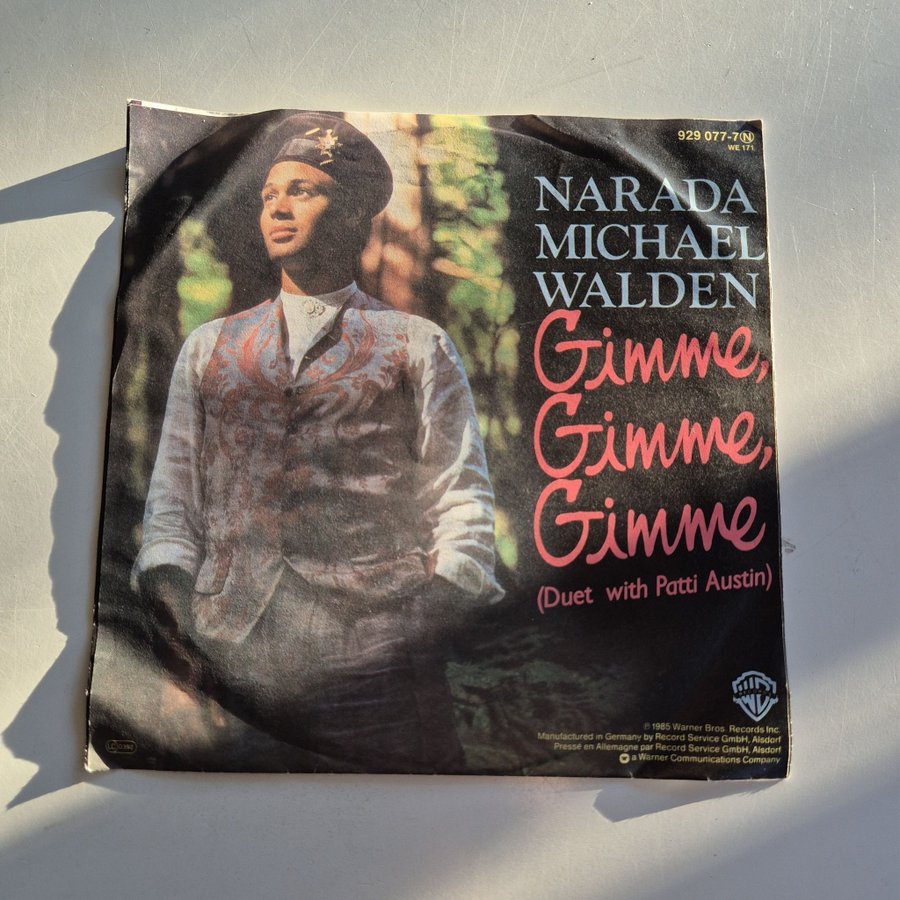 929 077-7 Ⓝ
WE 171
NARADA
MICHAEL
WALDEN
Gimme,
Gimme,
Gimme
(Duet with Patti Austin)
℗ 1985 Warner Bros. Records Inc.
Manufactured in Germany by Record Service GmbH, Alsdorf
Pressé en Allemagne par Record Service GmbH, Alsdorf
a Warner Communications Company